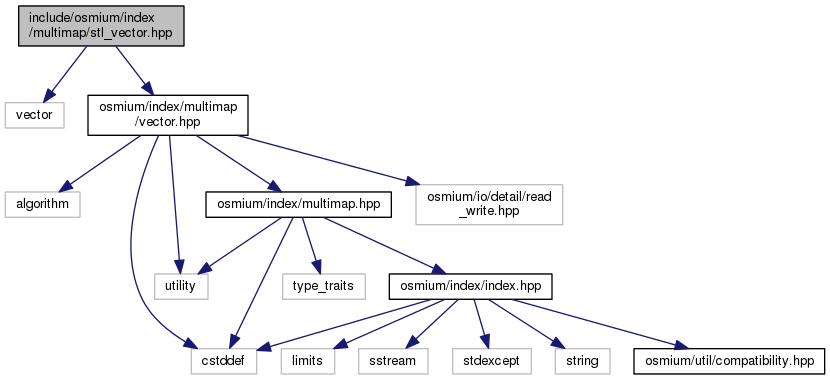 include/osmium/index
/multimap/stl_vector.hpp
vector
osmium/index/multimap
/vector.hpp
algorithm
osmium/index/multimap.hpp
osmium/io/detail/read
_write.hpp
utility
type_traits
osmium/index/index.hpp
cstddef
limits
sstream
stdexcept
string
osmium/util/compatibility.hpp